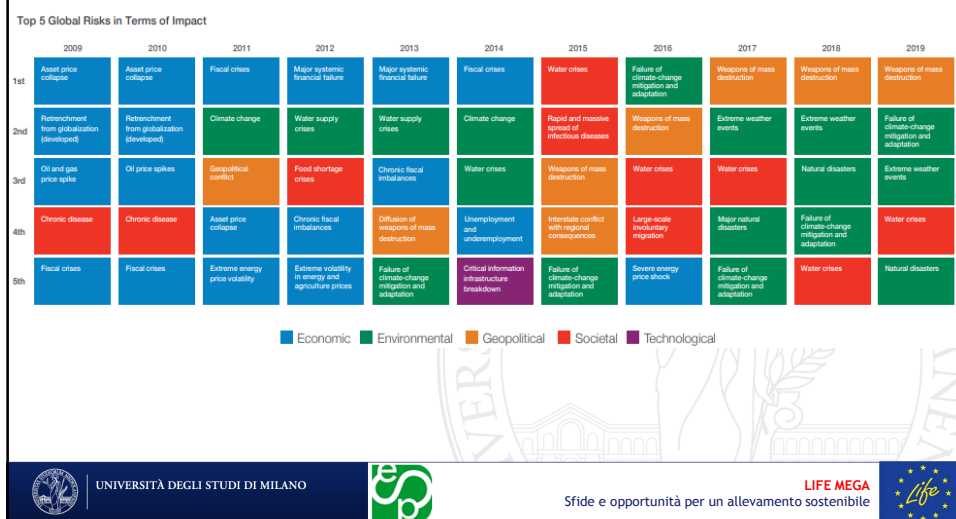 Top 5 Global Risks in Terms of Impact
2009 2010 2011 2012 2013 2014 2015 2016 2017 2018 2019
1st
Asset price
collapse
Asset price
collapse
Fiscal crises
Major systemic
financial failure
Major systemic
financial failure
Fiscal crises
Water crises
Failure of
climate-change
mitigation and
adaptation
Weapons of mass
destruction
Weapons of mass
destruction
Weapons of mass
destruction
2nd
Retrenchment
from globalization
(developed)
Retrenchment
from globalization
(developed)
Climate change
Water supply
crises
Water supply
crises
Climate change
Rapid and massive
spread of
infectious diseases
Weapons of mass
destruction
Extreme weather
events
Extreme weather
events
Failure of
climate-change
mitigation and
adaptation
3rd
Oil and gas
price spike
Oil price spikes
Geopolitical
conflict
Food shortage
crises
Chronic fiscal
imbalances
Water crises
Weapons of mass
destruction
Water crises
Water crises
Natural disasters
Extreme weather
events
4th
Chronic disease
Chronic disease
Asset price
collapse
Chronic fiscal
imbalances
Diffusion of
weapons of mass
destruction
Unemployment
and
underemployment
Interstate conflict
with regional
consequences
Large-scale
involuntary
migration
Major natural
disasters
Failure of
climate-change
mitigation and
adaptation
Water crises
5th
Fiscal crises
Fiscal crises
Extreme energy
price volatility
Extreme volatility
in energy and
agriculture prices
Failure of
climate-change
mitigation and
adaptation
Critical information
infrastructure
breakdown
Failure of
climate-change
mitigation and
adaptation
Severe energy
price shock
Failure of
climate-change
mitigation and
adaptation
Water crises
Natural disasters
Economic Environmental Geopolitical Societal Technological
UNIVERSITÀ DEGLI STUDI DI MILANO
esp
LIFE MEGA
Sfide e opportunità per un allevamento sostenibile
Life